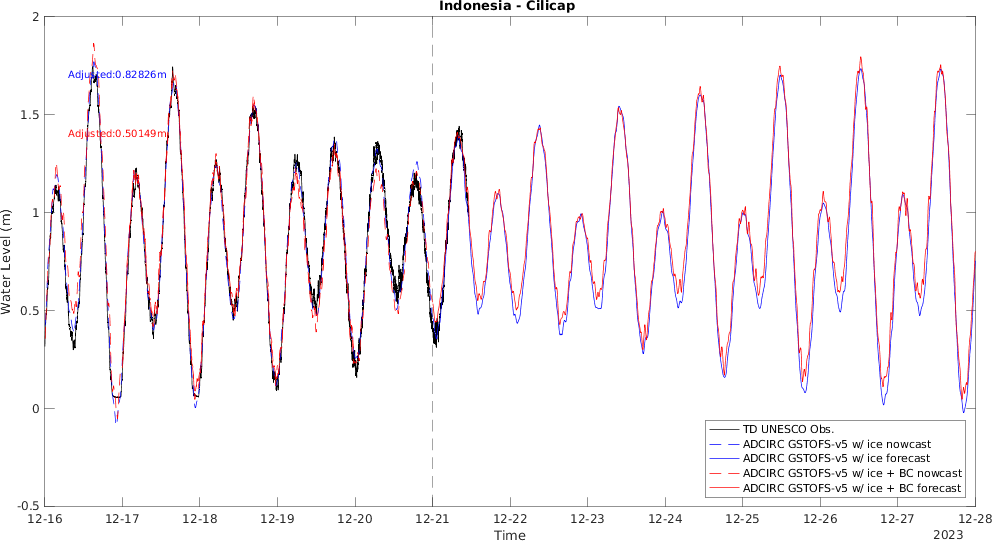 Indonesia - Cilicap
2
1.5
1
0.5
0
-0.5
Water Level (m)
Adjusted:0.82826m
Adjusted:0.50149m
TD UNESCO Obs.
ADCIRC GSTOFS-v5 w/ ice nowcast
ADCIRC GSTOFS-v5 w/ ice forecast
ADCIRC GSTOFS-v5 w/ ice + BC nowcast
ADCIRC GSTOFS-v5 w/ ice + BC forecast
12-16 12-17 12-18 12-19 12-20 12-21 12-22 12-23 12-24 12-25 12-26 12-27 12-28
Time
2023